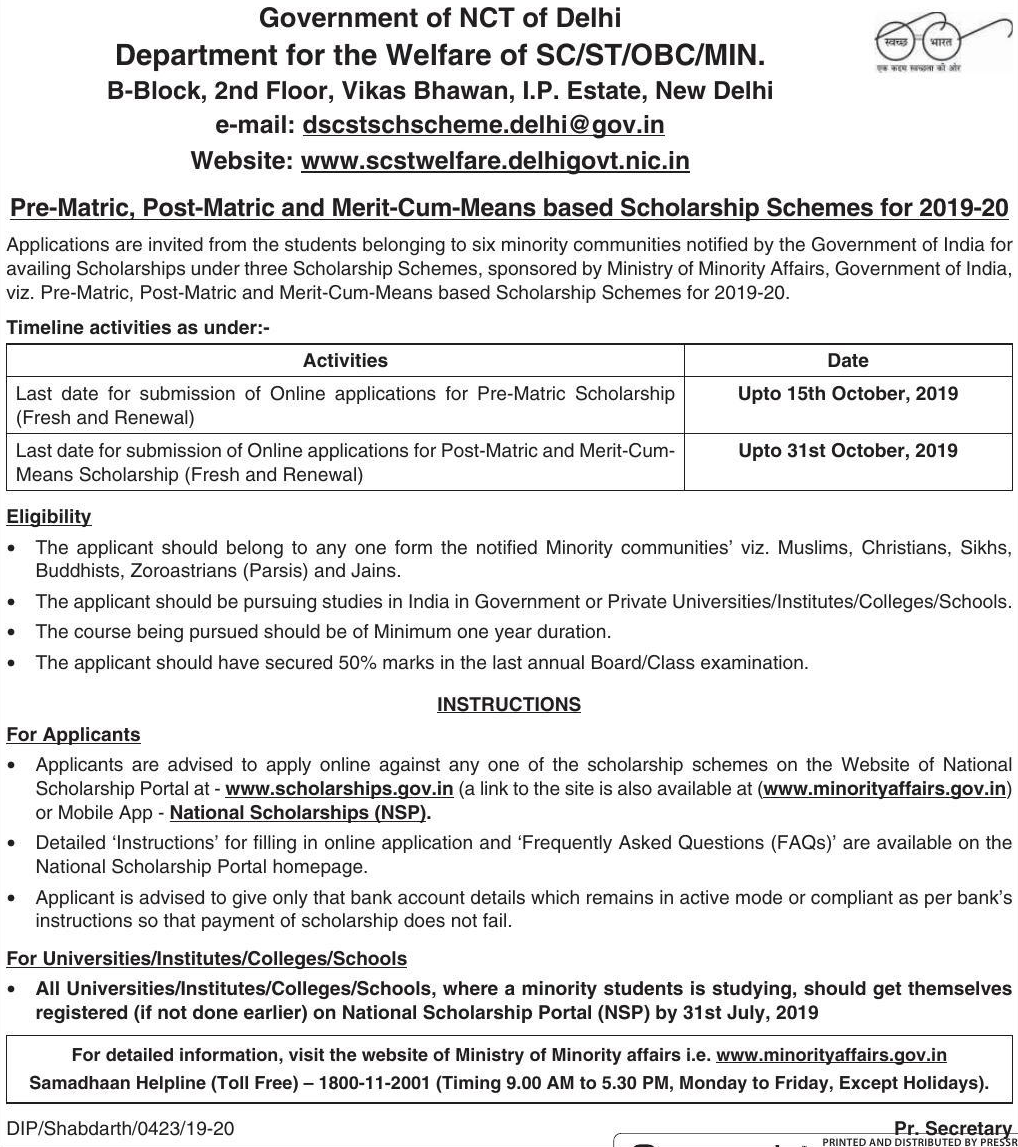 Government of NCT of Delhi
Department for the Welfare of SC/ST/OBC/MIN.
B-Block, 2nd Floor, Vikas Bhawan, I.P. Estate, New Delhi
e-mail: dscstschscheme.delhi@gov.in
Website: www.scstwelfare.delhigovt.nic.in
स्वच्छ भारत
एक कदम स्वच्छता की ओर
Pre-Matric, Post-Matric and Merit-Cum-Means based Scholarship Schemes for 2019-20
Applications are invited from the students belonging to six minority communities notified by the Government of India for
availing Scholarships under three Scholarship Schemes, sponsored by Ministry of Minority Affairs, Government of India,
viz. Pre-Matric, Post-Matric and Merit-Cum-Means based Scholarship Schemes for 2019-20.
Timeline activities as under:-
Activities Date
Last date for submission of Online applications for Pre-Matric Scholarship Upto 15th October, 2019
(Fresh and Renewal)
Last date for submission of Online applications for Post-Matric and Merit-Cum- Upto 31st October, 2019
Means Scholarship (Fresh and Renewal)
Eligibility
• The applicant should belong to any one form the notified Minority communities' viz. Muslims, Christians, Sikhs,
Buddhists, Zoroastrians (Parsis) and Jains.
• The applicant should be pursuing studies in India in Government or Private Universities/Institutes/Colleges/Schools.
• The course being pursued should be of Minimum one year duration.
• The applicant should have secured 50% marks in the last annual Board/Class examination.
INSTRUCTIONS
For Applicants
• Applicants are advised to apply online against any one of the scholarship schemes on the Website of National
Scholarship Portal at - www.scholarships.gov.in (a link to the site is also available at (www.minorityaffairs.gov.in)
or Mobile App - National Scholarships (NSP).
• Detailed 'Instructions' for filling in online application and 'Frequently Asked Questions (FAQs)' are available on the
National Scholarship Portal homepage.
• Applicant is advised to give only that bank account details which remains in active mode or compliant as per bank's
instructions so that payment of scholarship does not fail.
For Universities/Institutes/Colleges/Schools
• All Universities/Institutes/Colleges/Schools, where a minority students is studying, should get themselves
registered (if not done earlier) on National Scholarship Portal (NSP) by 31st July, 2019
For detailed information, visit the website of Ministry of Minority affairs i.e. www.minorityaffairs.gov.in
Samadhaan Helpline (Toll Free) – 1800-11-2001 (Timing 9.00 AM to 5.30 PM, Monday to Friday, Except Holidays).
DIP/Shabdarth/0423/19-20 Pr. Secretary
PRINTED AND DISTRIBUTED BY PRESSR